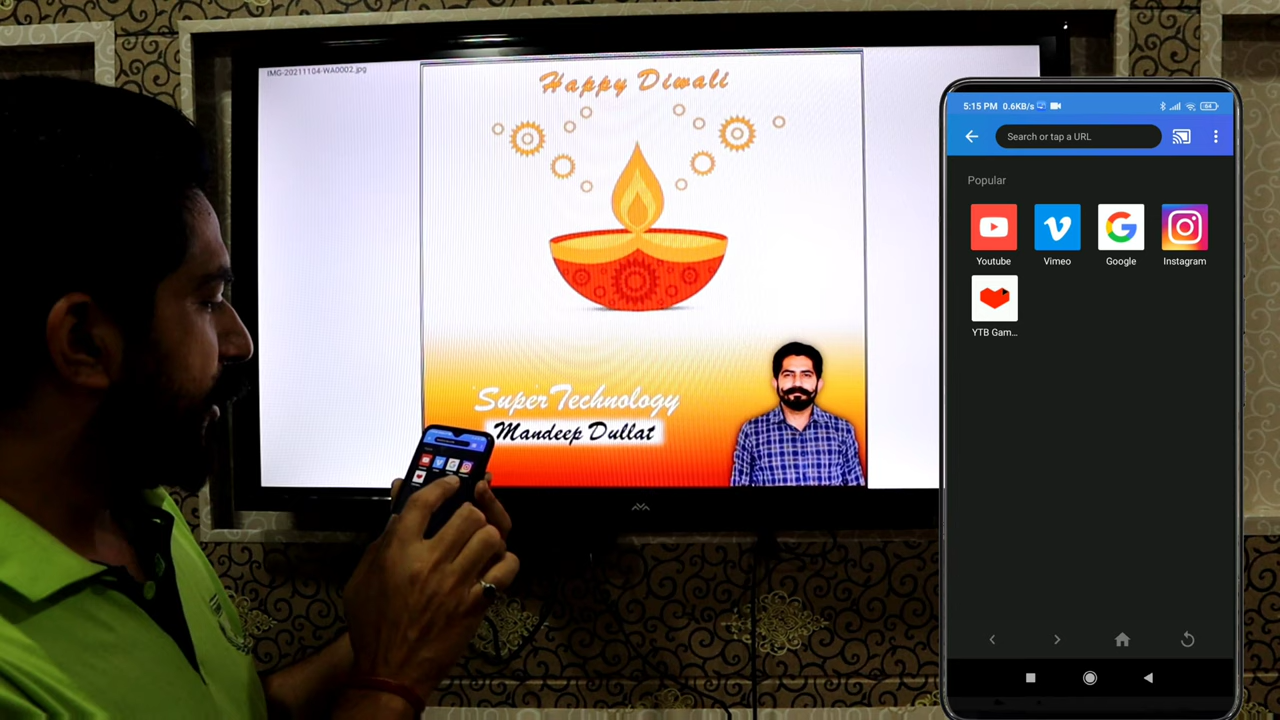 IMG-20211104-WA0002.jpg
Happy Diwali
Super Technology
Mandeep Dullat
5:15 PM 0.6KB/s
64
Search or tap a URL
Popular
Youtube
Vimeo
Google
Instagram
YTB Gam...